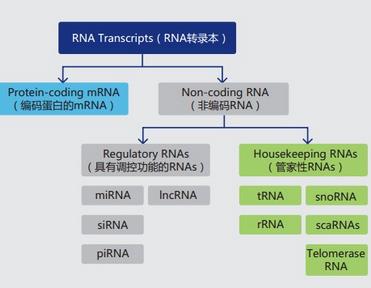 RNA Transcripts（RNA转录本）
Protein-coding mRNA
（编码蛋白的mRNA）
Non-coding RNA
（非编码RNA）
Regulatory RNAs
（具有调控功能的RNAs）
Housekeeping RNAs
（管家性RNAs）
miRNA
lncRNA
siRNA
piRNA
tRNA
snoRNA
rRNA
scaRNAs
Telomerase
RNA